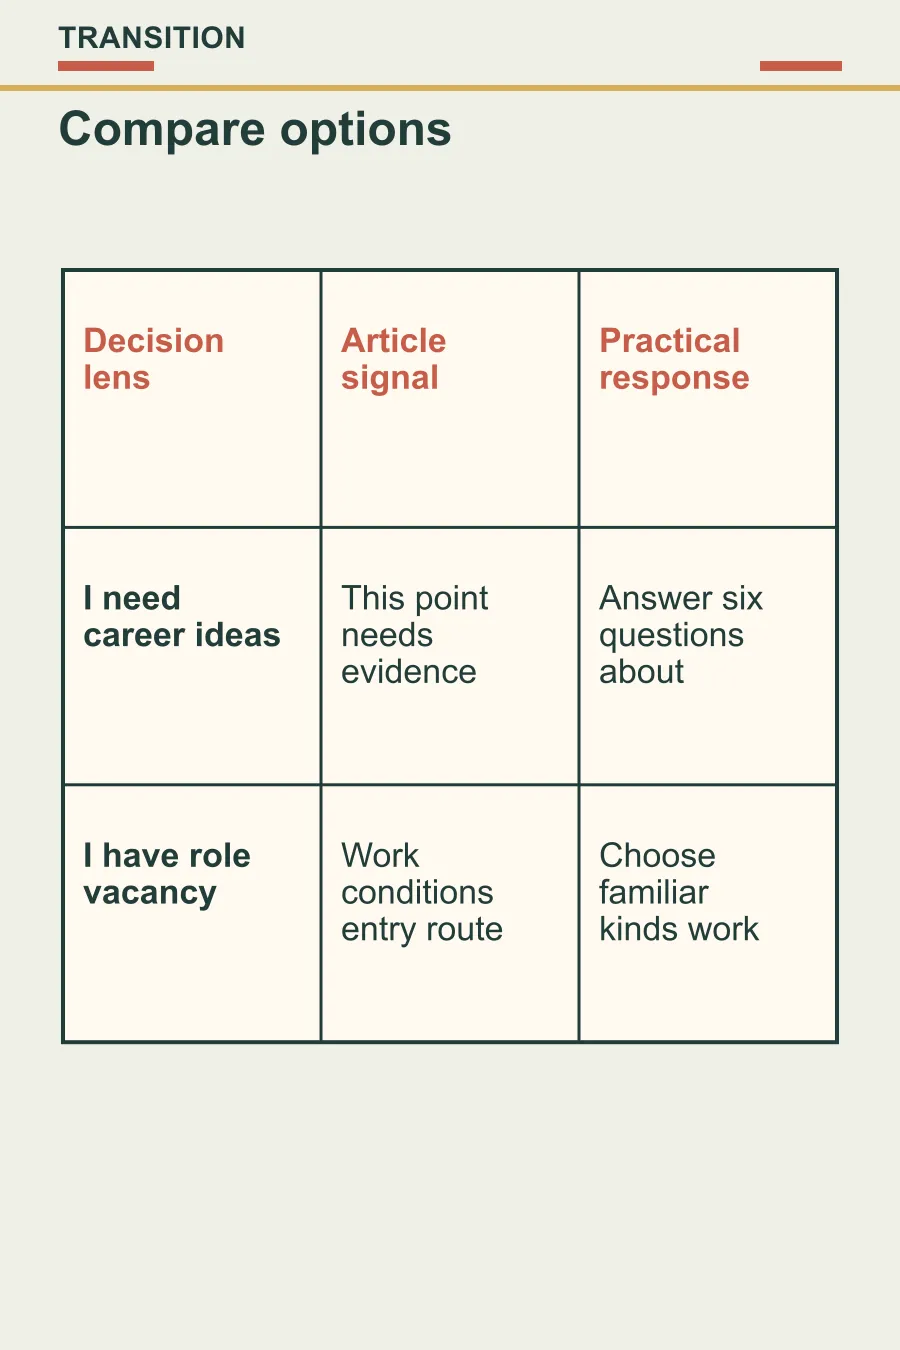 TRANSITION
Compare options
Decision
lens
Article
signal
Practical
response
I need
career ideas
This point
needs
evidence
Answer six
questions
about
I have role
vacancy
Work
conditions
entry route
Choose
familiar
kinds work